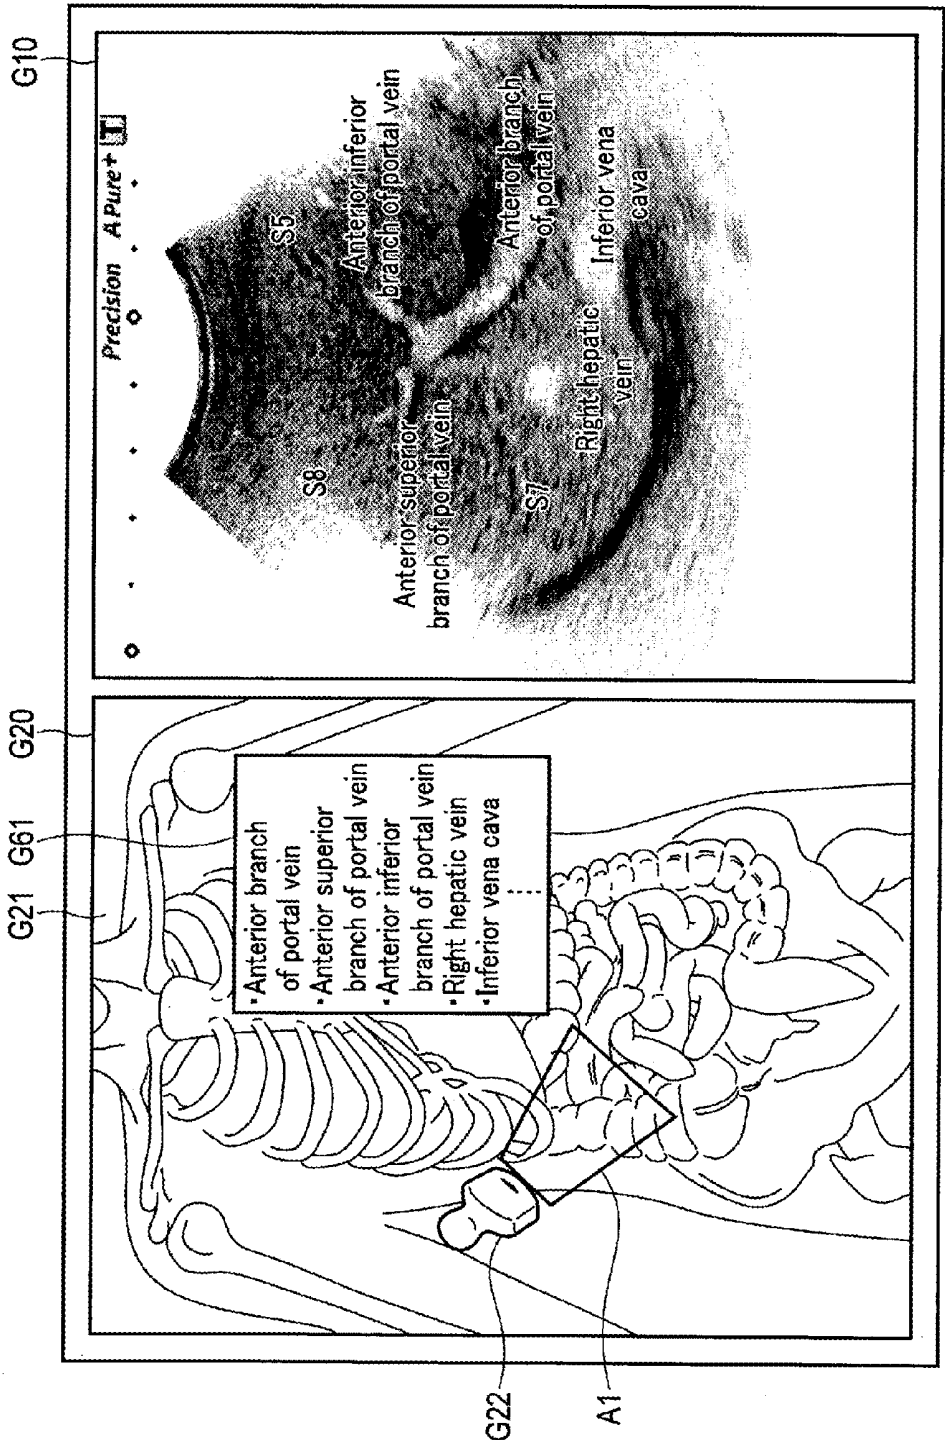 G21 G61 G20 G10
・Anterior branch
of portal vein
・Anterior superior
branch of portal vein
・Anterior inferior
branch of portal vein
・Right hepatic vein
・Inferior vena cava
G22
A1
Precision A Pure+ T
S8
S5
Anterior inferior
branch of portal vein
Anterior superior
branch of portal vein
Anterior branch
of portal vein
S7
Right hepatic
vein
Inferior vena
cava